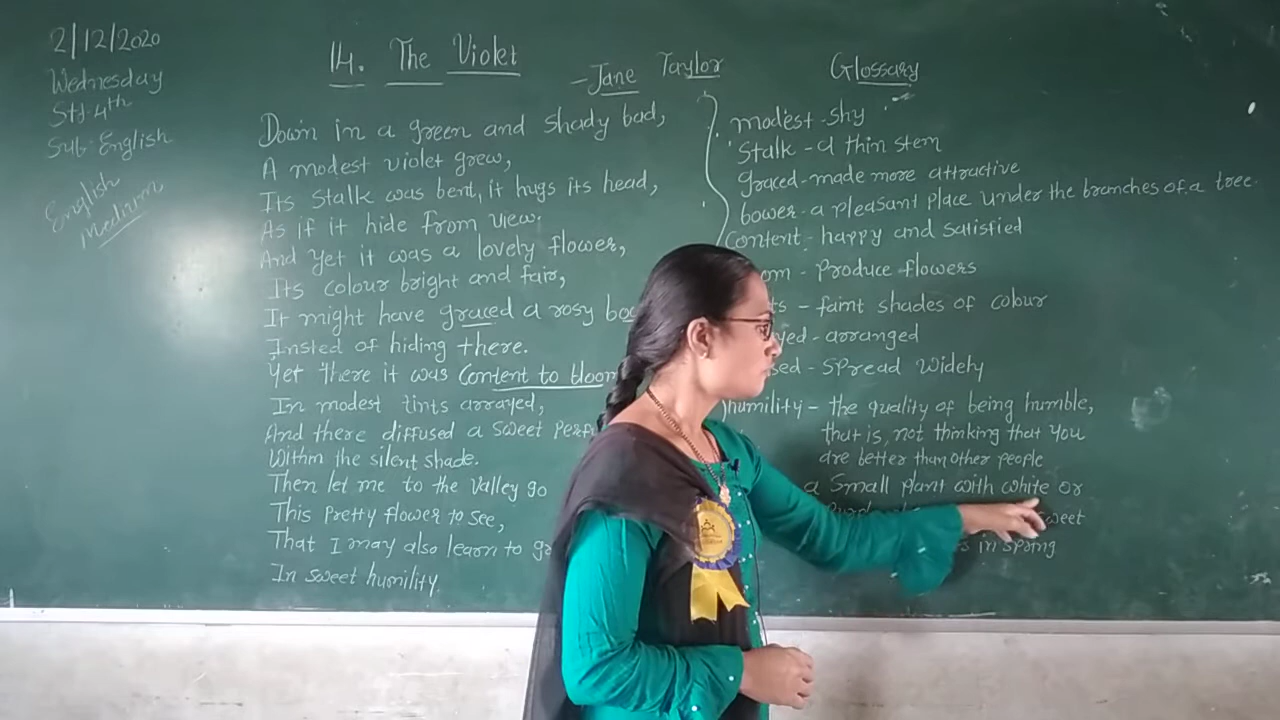 2/12/2020
Wednesday
Std. 4th
Sub: English
English
Medium
14. The Violet
- Jane Taylor
Down in a green and shady bad,
A modest violet grew,
Its stalk was bent, it hugs its head,
As if it hide from view.
And yet it was a lovely flower,
Its colour bright and fair,
It might have graced a rosy
Insted of hiding there.
Yet there it was Content to bloom
In modest tints arrayed,
And there diffused a sweet
Within the silent shade.
Then let me to the valley go
This pretty flower to see,
That I may also learn to
In sweet humility.
Glossary
modest - shy
Stalk - a thin stem
graced - made more attractive
bower - a pleasant place under the branches of a tree.
Content - happy and satisfied
- Produce flowers
- faint shades of colour
- arranged
- spread widely
humility - the quality of being humble,
that is, not thinking that you
are better than other people
a small plant with white or
in spring